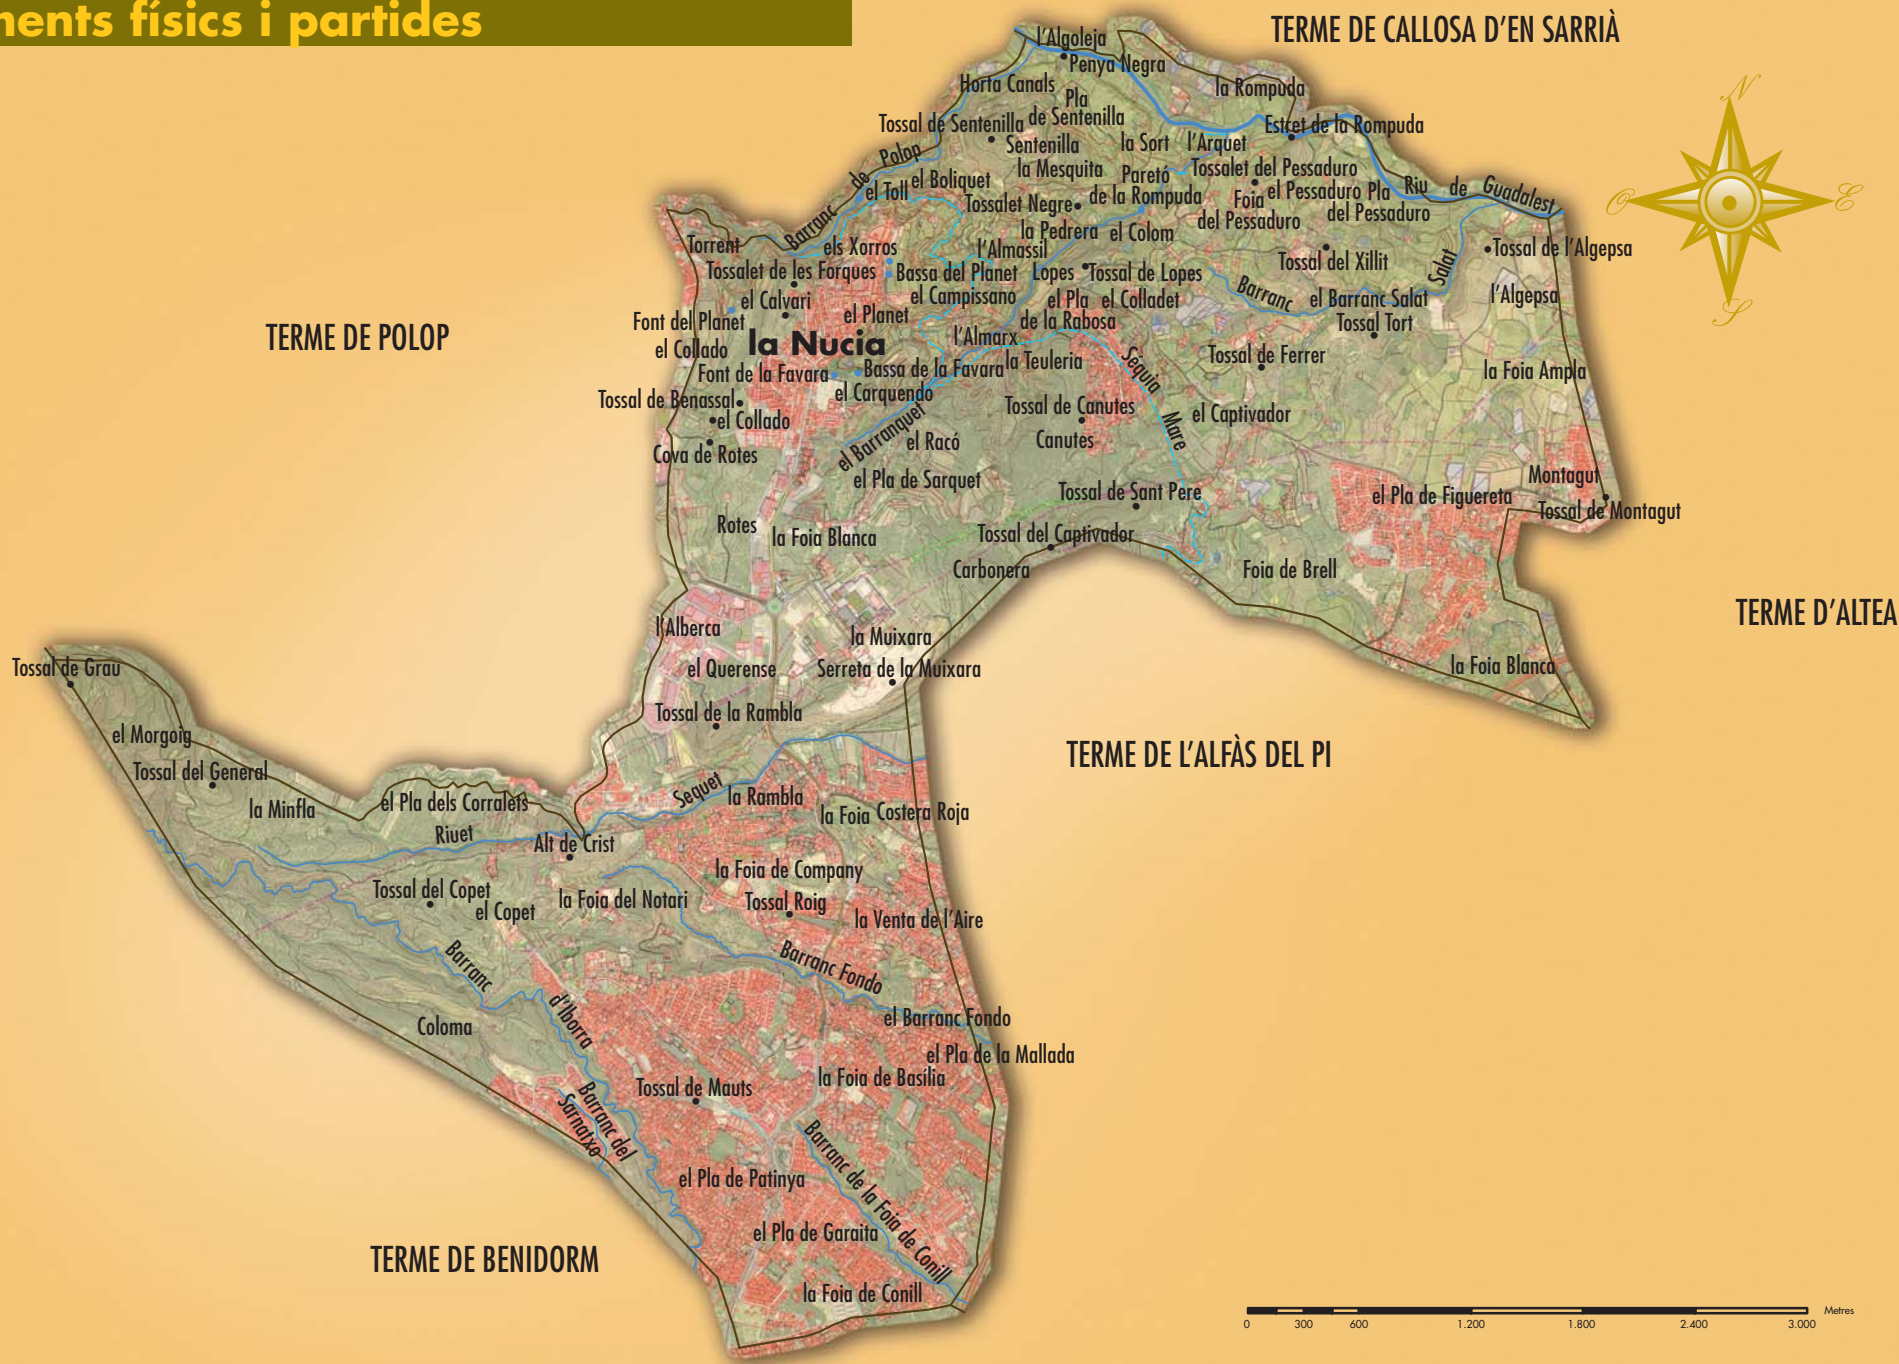 ments físics i partides
TERME DE CALLOSA D'EN SARRIÀ
l'Algoleja
Penya Negra
Horta Canals
la Rompuda
Pla
de Sentenilla
Tossal de Sentenilla
Estret de la Rompuda
Sentenilla
la Sort
l'Arquet
Barranc de Polop
la Mesquita
Paretó
de la Rompuda
Tossalet del Pessaduro
el Boliquet
el Toll
Tossalet Negre
Foia
del Pessaduro
el Pessaduro
Pla
del Pessaduro
Riu de Guadalest
la Pedrera
el Colom
Torrent
els Xorros
l'Almassil
Tossal de l'Algepsa
Tossalet de les Forques
Bassa del Planet
Lopes
Tossal de Lopes
Tossal del Xillit
Barranc Salat
el Calvari
el Campissano
el Pla
de la Rabosa
el Colladet
el Barranc Salat
l'Algepsa
Font del Planet
el Planet
Tossal Tort
TERME DE POLOP
la Nucia
l'Almarx
el Collado
la Teuleria
Séquia Mare
Tossal de Ferrer
Font de la Favara
Bassa de la Favara
la Foia Ampla
Tossal de Benassal
el Carquendo
Tossal de Canutes
el Captivador
el Collado
el Barranquet
el Racó
Canutes
Cova de Rotes
el Pla de Sarquet
Montagut
Tossal de Sant Pere
el Pla de Figuereta
Tossal de Montagut
Rotes
la Foia Blanca
Tossal del Captivador
Carbonera
Foia de Brell
TERME D'ALTEA
l'Alberca
la Muixara
el Querense
Serreta de la Muixara
la Foia Blanca
Tossal de Grau
Tossal de la Rambla
el Morgoig
TERME DE L'ALFÀS DEL PI
Tossal del General
la Minfla
el Pla dels Corralets
Riuet Sequet
la Rambla
la Foia
Costera Roja
Alt de Crist
la Foia de Company
Tossal del Copet
la Foia del Notari
Tossal Roig
el Copet
la Venta de l'Aire
Barranc d'Iborra
Barranc Fondo
Coloma
el Barranc Fondo
el Pla de la Mallada
Tossal de Mauts
la Foia de Basília
Barranc del
Sarnatxo
Barranc de la Foia de Conill
el Pla de Patinya
el Pla de Garaita
TERME DE BENIDORM
la Foia de Conill
N
E
S
O
Metres
0 300 600 1.200 1.800 2.400 3.000